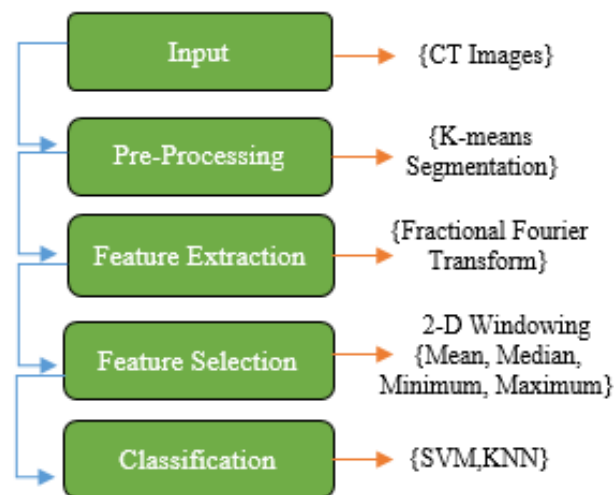 Input
{CT Images}
Pre-Processing
{K-means
Segmentation}
Feature Extraction
{Fractional Fourier
Transform}
Feature Selection
2-D Windowing
{Mean, Median,
Minimum, Maximum}
Classification
{SVM,KNN}